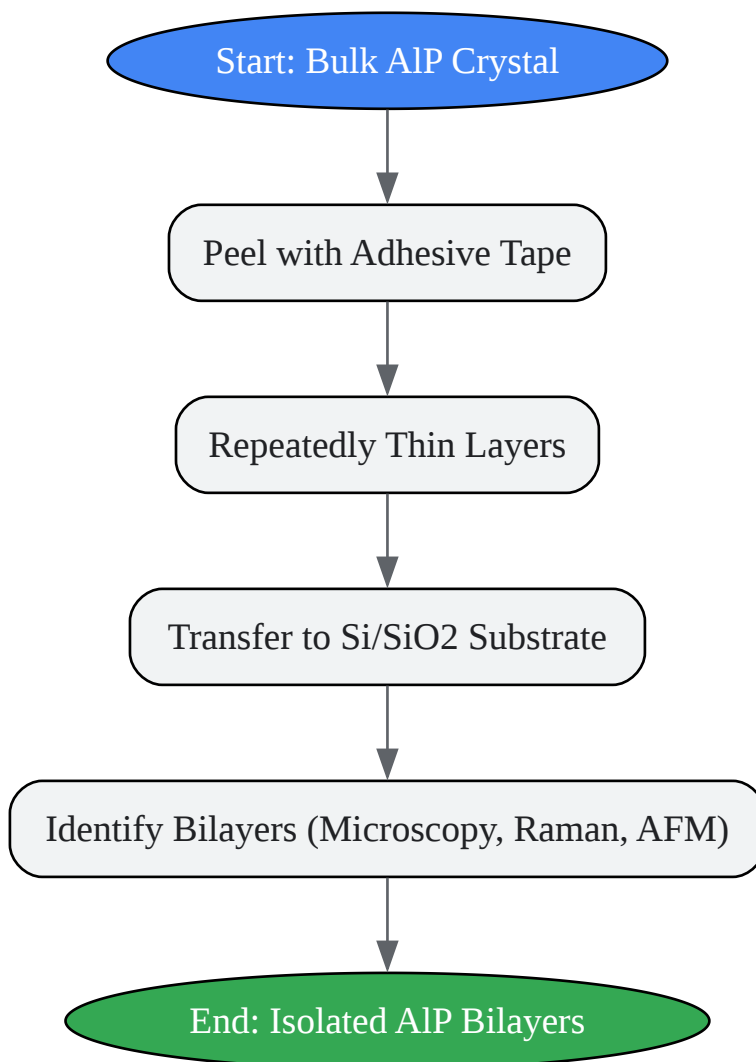 Start: Bulk AlP Crystal
Peel with Adhesive Tape
Repeatedly Thin Layers
Transfer to Si/SiO2 Substrate
Identify Bilayers (Microscopy, Raman, AFM)
End: Isolated AlP Bilayers